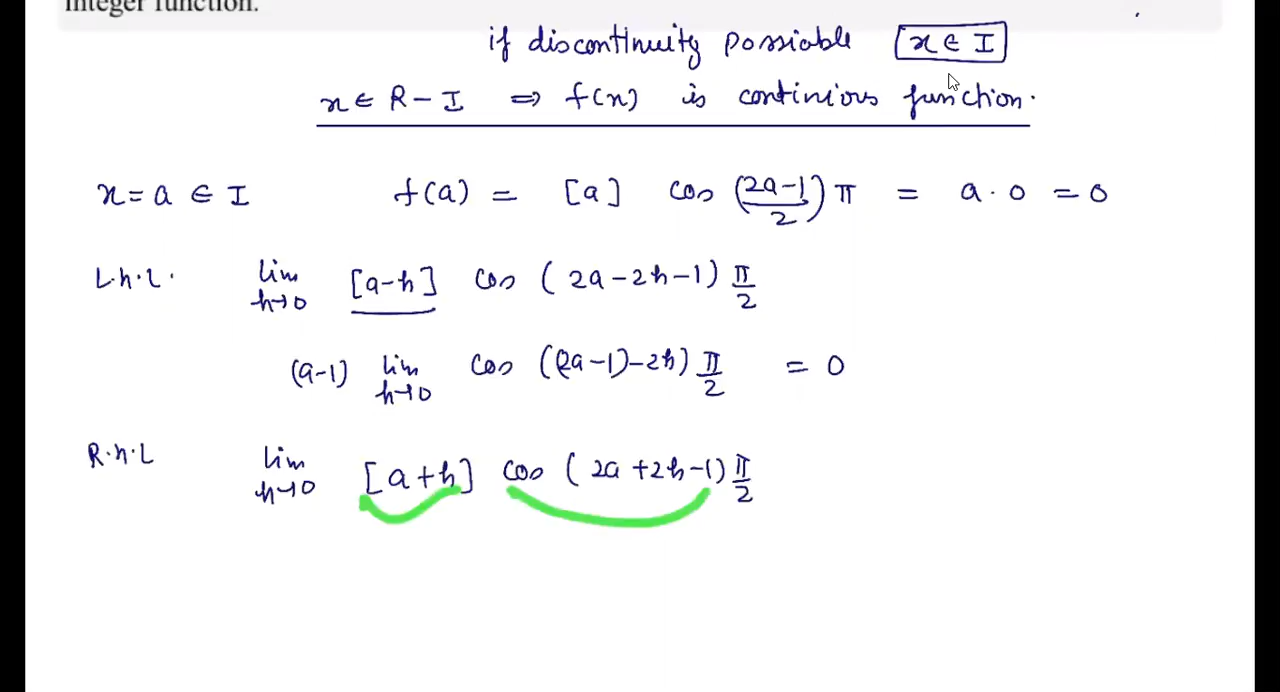 integer function.
if discontinuity possiable x ∈ I
x ∈ R - I ⇒ f(x) is continious function.
x = a ∈ I f(a) = [a] cos (2a-1/2) π = a · 0 = 0
L.h.L. lim h→0 [a-h] cos (2a-2h-1) π/2
(a-1) lim h→0 cos ((2a-1)-2h) π/2 = 0
R.h.L lim h→0 [a+h] cos (2a+2h-1) π/2